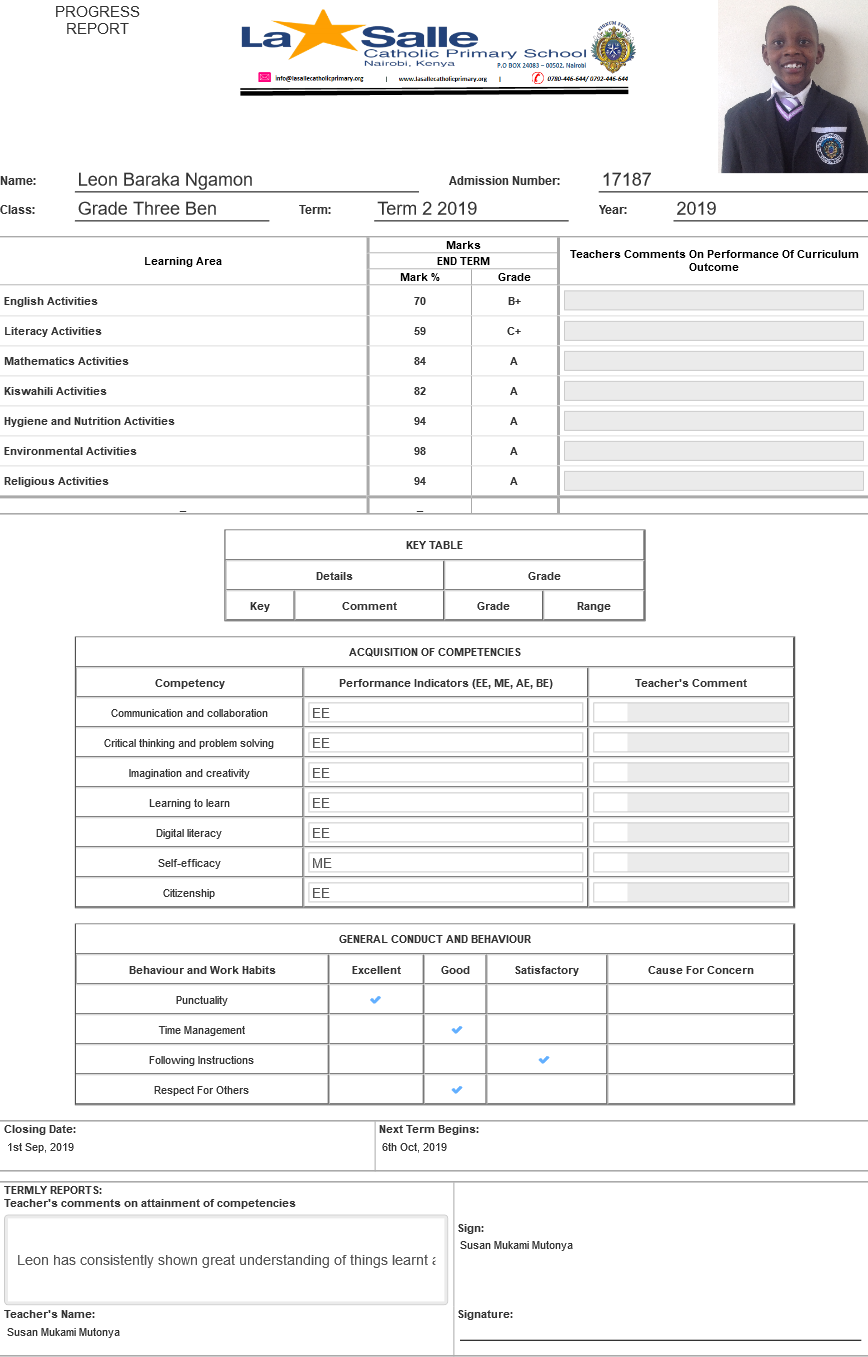 PROGRESS
REPORT
La Salle
Catholic Primary School
Nairobi, Kenya
P.O BOX 24083 – 00502, Nairobi
info@lasallecatholicprimary.org | www.lasallecatholicprimary.org | 0780-446-644/ 0792-446-644
Name: Leon Baraka Ngamon Admission Number: 17187
Class: Grade Three Ben Term: Term 2 2019 Year: 2019
Learning Area Marks Teachers Comments On Performance Of Curriculum Outcome
END TERM
Mark % Grade
English Activities 70 B+
Literacy Activities 59 C+
Mathematics Activities 84 A
Kiswahili Activities 82 A
Hygiene and Nutrition Activities 94 A
Environmental Activities 98 A
Religious Activities 94 A
_ _
KEY TABLE
Details Grade
Key Comment Grade Range
ACQUISITION OF COMPETENCIES
Competency Performance Indicators (EE, ME, AE, BE) Teacher's Comment
Communication and collaboration EE
Critical thinking and problem solving EE
Imagination and creativity EE
Learning to learn EE
Digital literacy EE
Self-efficacy ME
Citizenship EE
GENERAL CONDUCT AND BEHAVIOUR
Behaviour and Work Habits Excellent Good Satisfactory Cause For Concern
Punctuality
Time Management
Following Instructions
Respect For Others
Closing Date: Next Term Begins:
1st Sep, 2019 6th Oct, 2019
TERMLY REPORTS:
Teacher's comments on attainment of competencies
Sign:
Susan Mukami Mutonya
Leon has consistently shown great understanding of things learnt
Teacher's Name: Signature:
Susan Mukami Mutonya